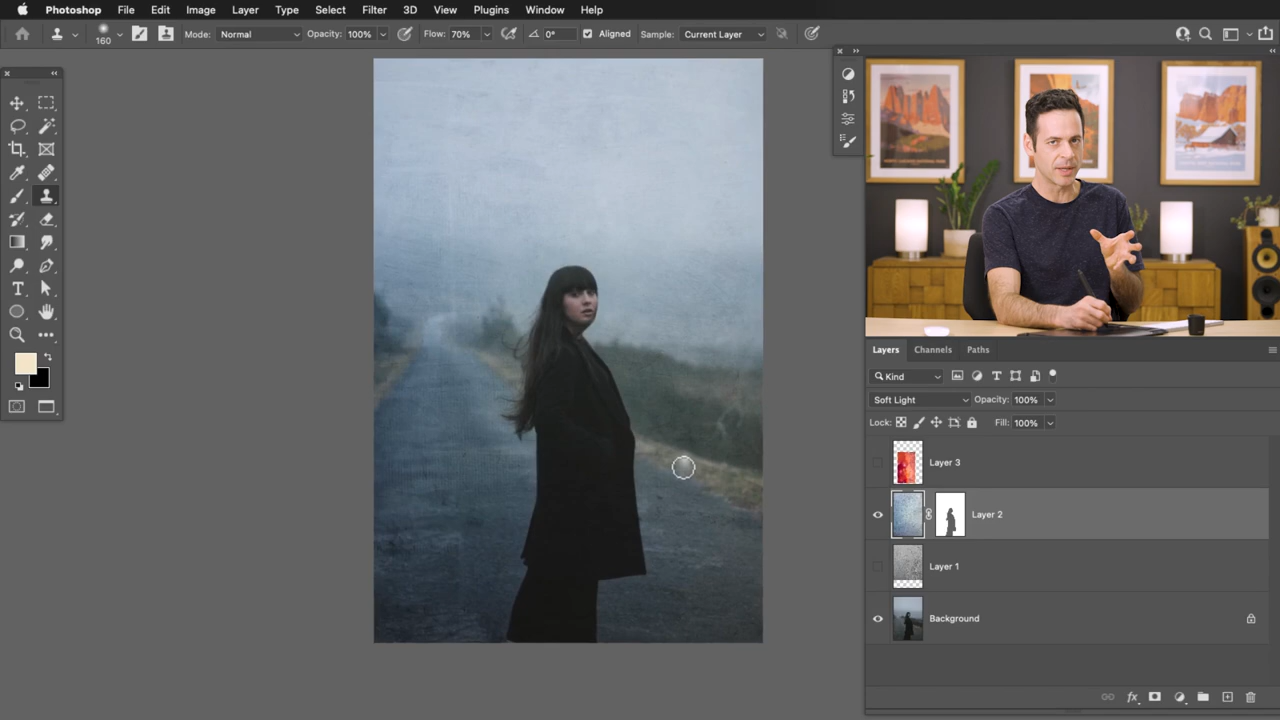 Photoshop File Edit Image Layer Type Select Filter 3D View Plugins Window Help
160 Mode: Normal Opacity: 100% Flow: 70% 0° Aligned Sample: Current Layer
Layers Channels Paths
Kind
Soft Light Opacity: 100%
Lock: Fill: 100%
Layer 3
Layer 2
Layer 1
Background